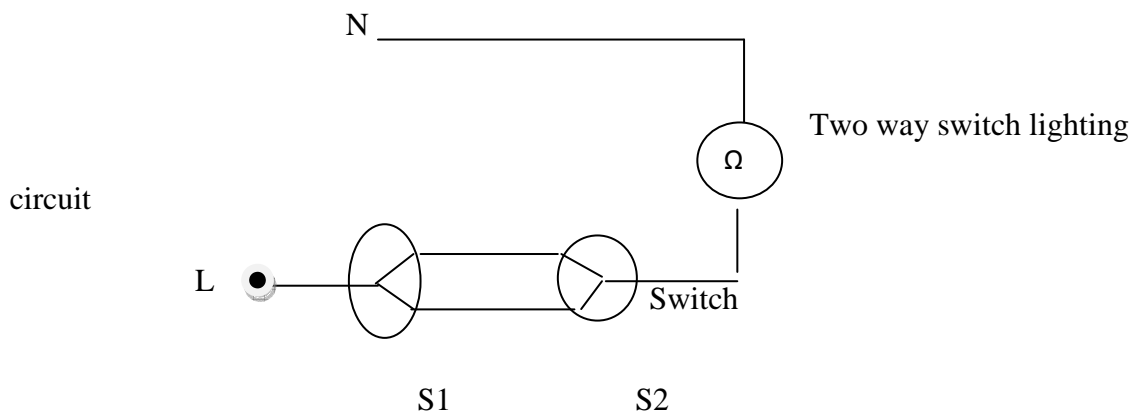 N
Two way switch lighting
Ω
circuit
L
Switch
S1 S2